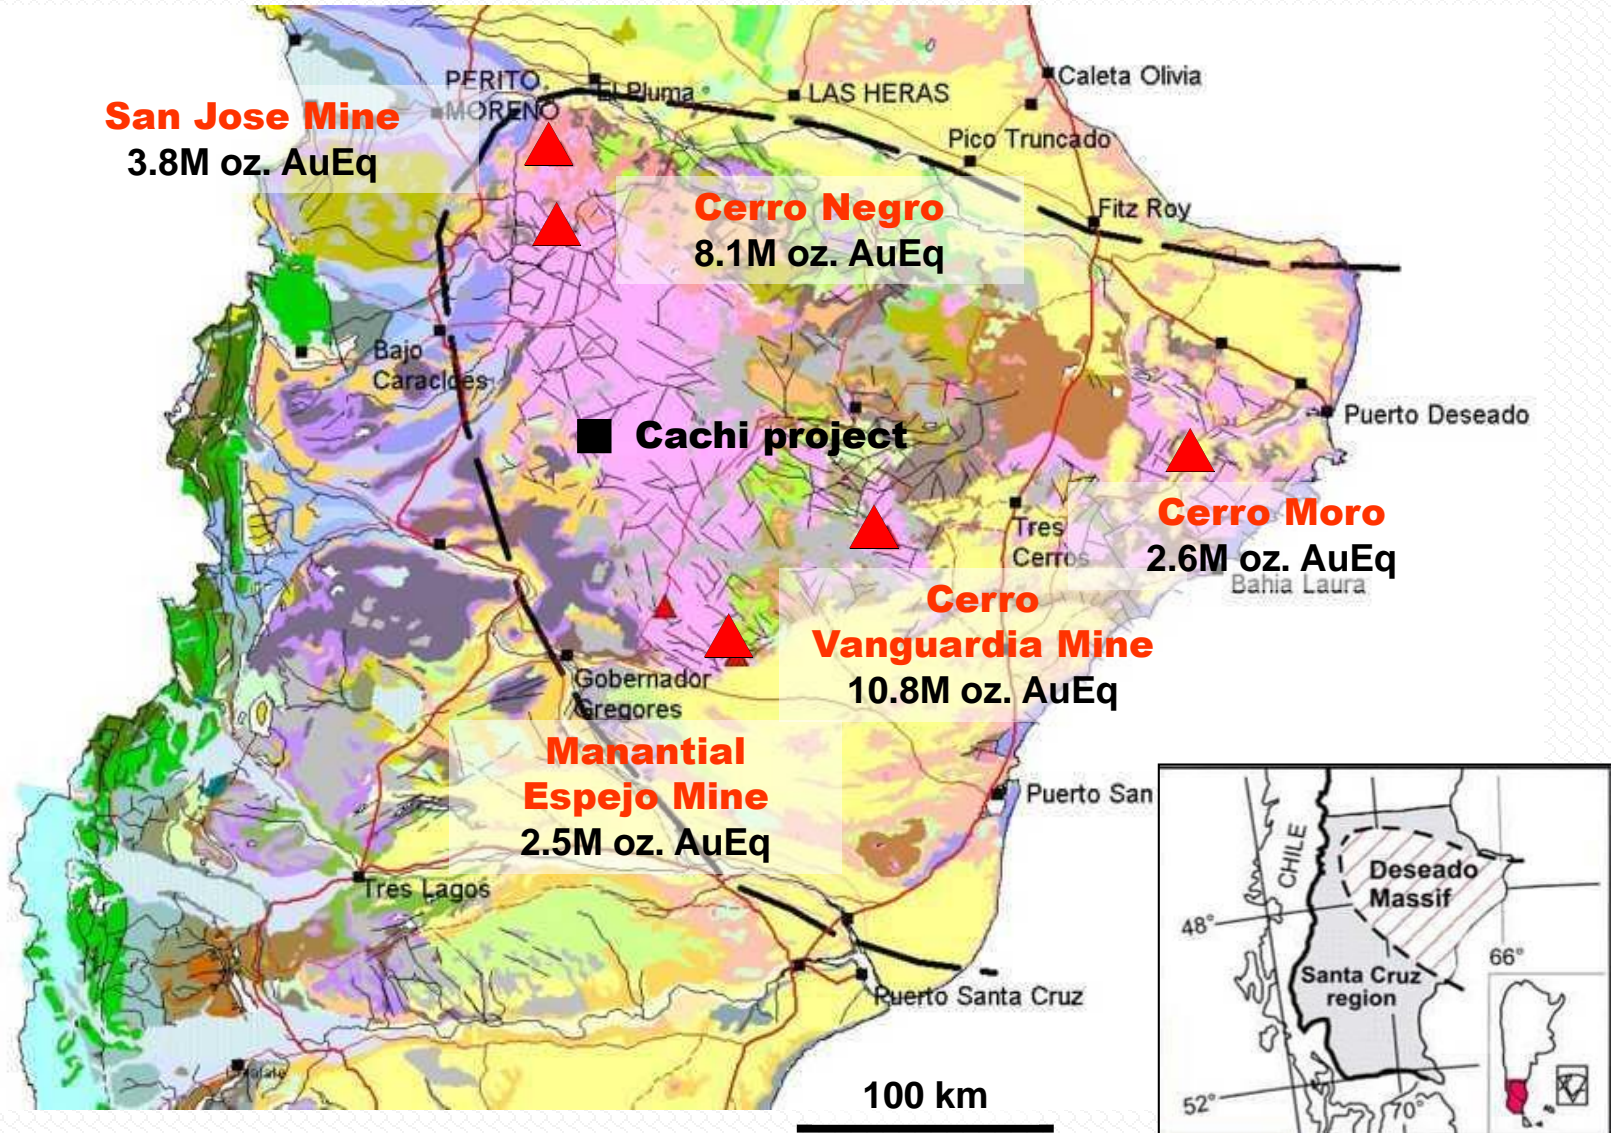 PERITO
MORENO
El Pluma
LAS HERAS
Caleta Olivia
San Jose Mine
3.8M oz. AuEq
Pico Truncado
Cerro Negro
8.1M oz. AuEq
Fitz Roy
Bajo
Caracoles
Puerto Deseado
Cachi project
Cerro Moro
2.6M oz. AuEq
Tres
Cerros
Bahia Laura
Cerro
Vanguardia Mine
10.8M oz. AuEq
Gobernador
Gregores
Manantial
Espejo Mine
2.5M oz. AuEq
Puerto San
Tres Lagos
Puerto Santa Cruz
100 km
CHILE
Deseado
Massif
48°
66°
Santa Cruz
region
52°
70°